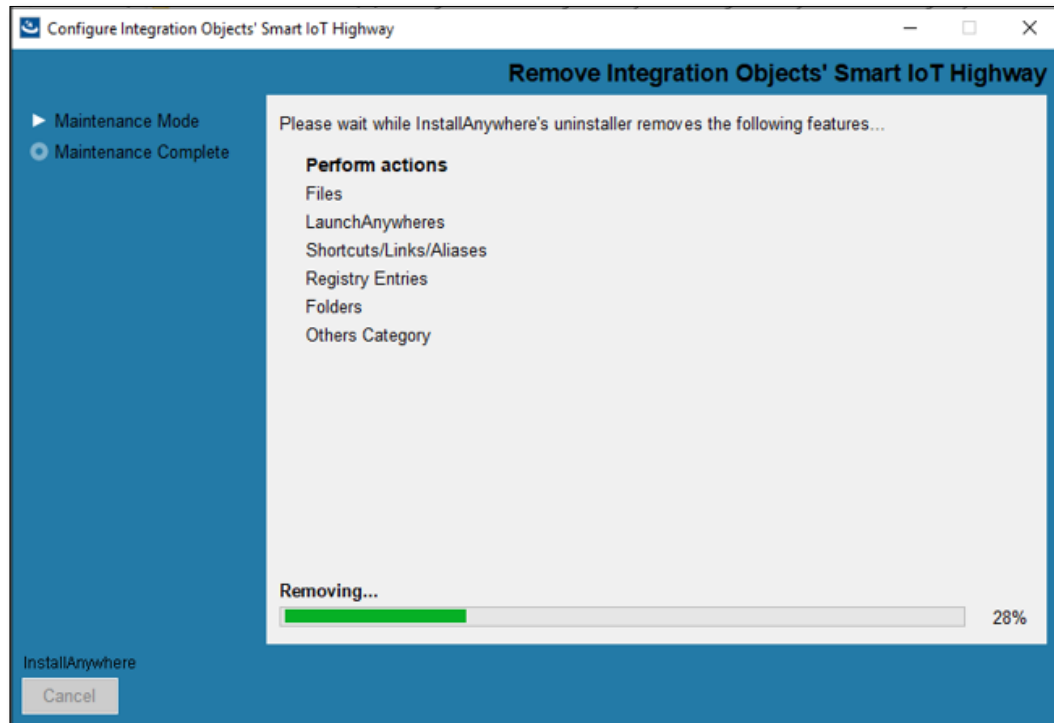 Configure Integration Objects' Smart IoT Highway
Remove Integration Objects' Smart IoT Highway
Maintenance Mode
Maintenance Complete
Please wait while InstallAnywhere's uninstaller removes the following features...
Perform actions
Files
LaunchAnywheres
Shortcuts/Links/Aliases
Registry Entries
Folders
Others Category
Removing...
28%
InstallAnywhere
Cancel